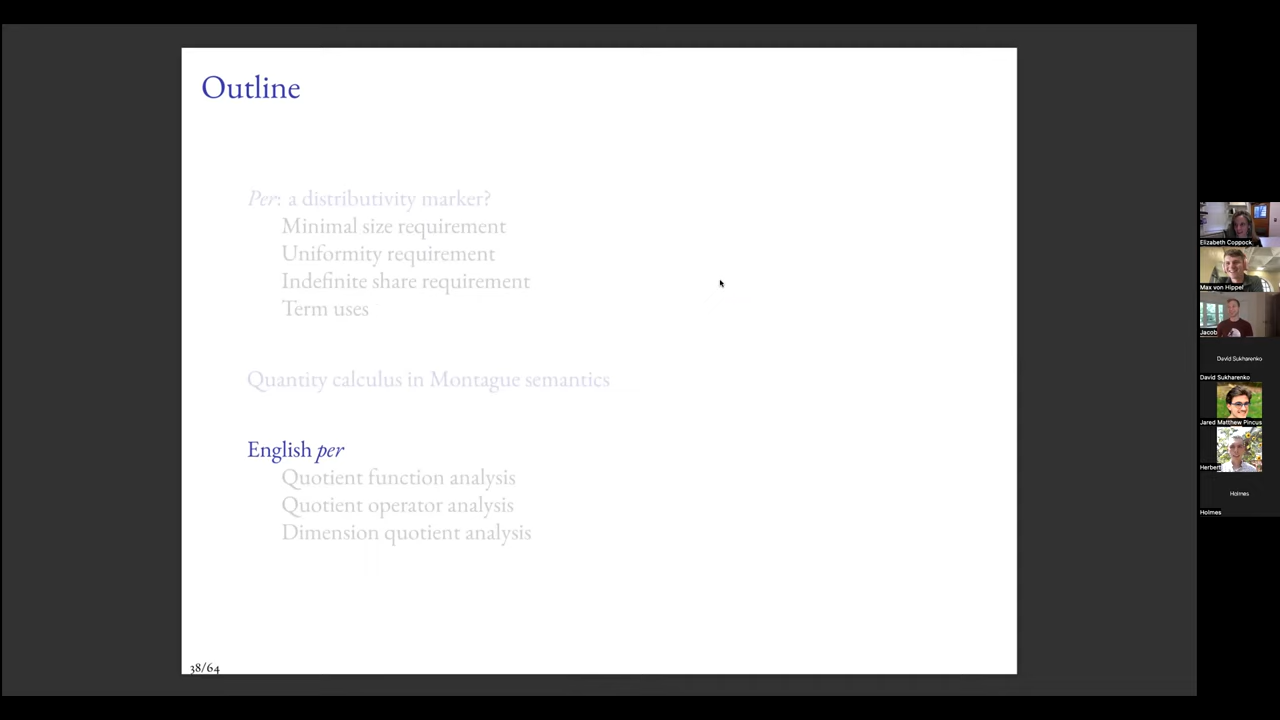 Outline
Per: a distributivity marker?
Minimal size requirement
Uniformity requirement
Indefinite share requirement
Term uses
Quantity calculus in Montague semantics
English per
Quotient function analysis
Quotient operator analysis
Dimension quotient analysis
38/64
Elizabeth Coppock
Max von Hippel
Jacob
David Sukharenko
David Sukharenko
Jared Matthew Pincus
Herbert
Holmes
Holmes